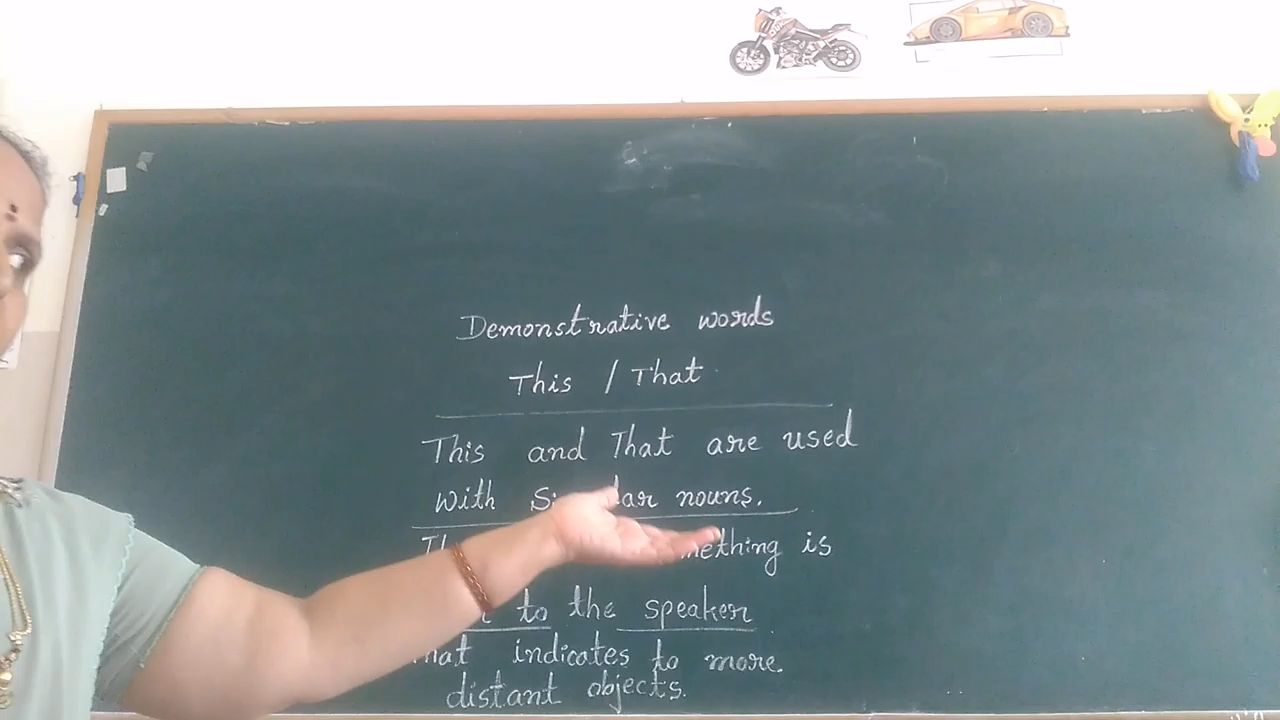 Demonstrative words
This / That
This and That are used
with nouns.
is
to the speaker
indicates to more
distant objects.